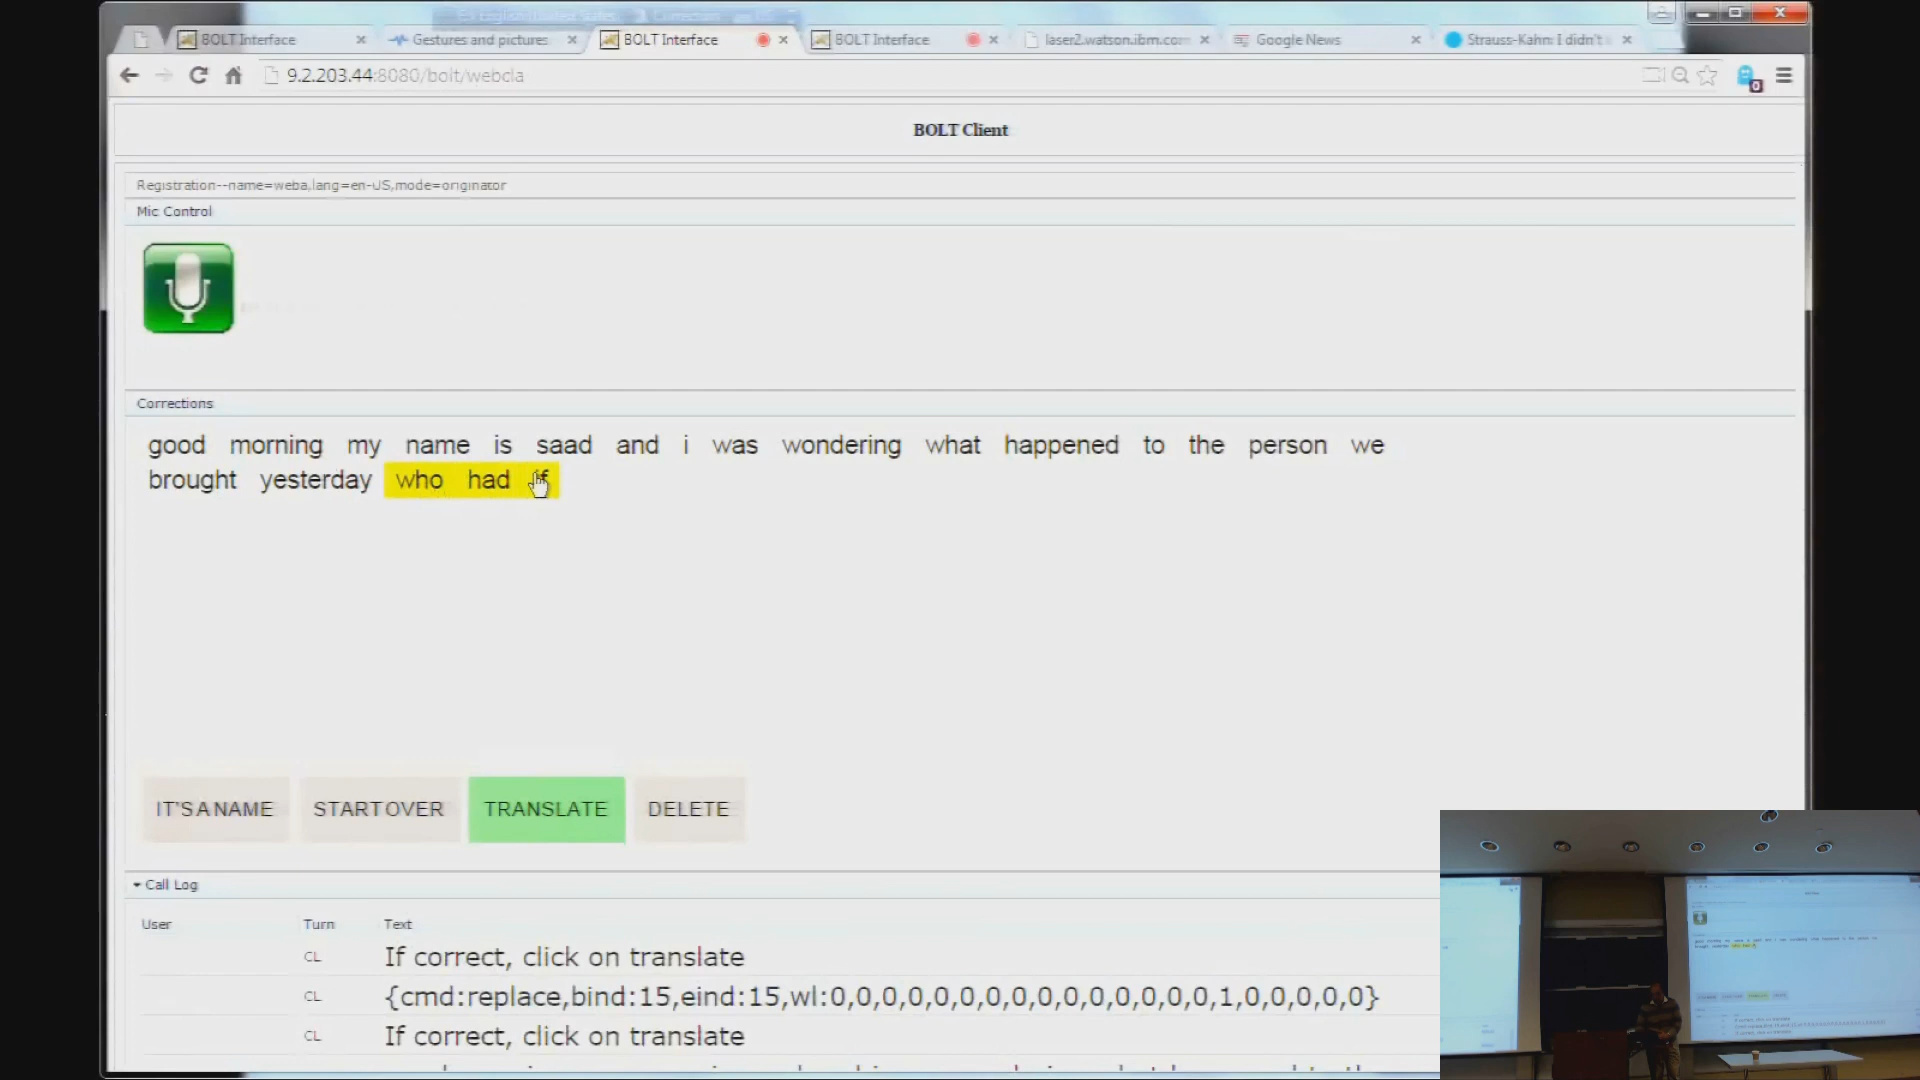 BOLT Interface
Gestures and pictures
BOLT Interface
BOLT Interface
laser2.watson.ibm.com
Google News
Strauss-Kahn: I didn't
9.2.203.44:8080/bolt/webcla
BOLT Client
Registration--name=weba,lang=en-US,mode=originator
Mic Control
Corrections
good morning my name is saad and i was wondering what happened to the person we
brought yesterday who had if
IT'S A NAME START OVER TRANSLATE DELETE
Call Log
User Turn Text
CL If correct, click on translate
CL {cmd:replace,bind:15,eind:15,wl:0,0,0,0,0,0,0,0,0,0,0,0,0,0,0,1,0,0,0,0,0}
CL If correct, click on translate